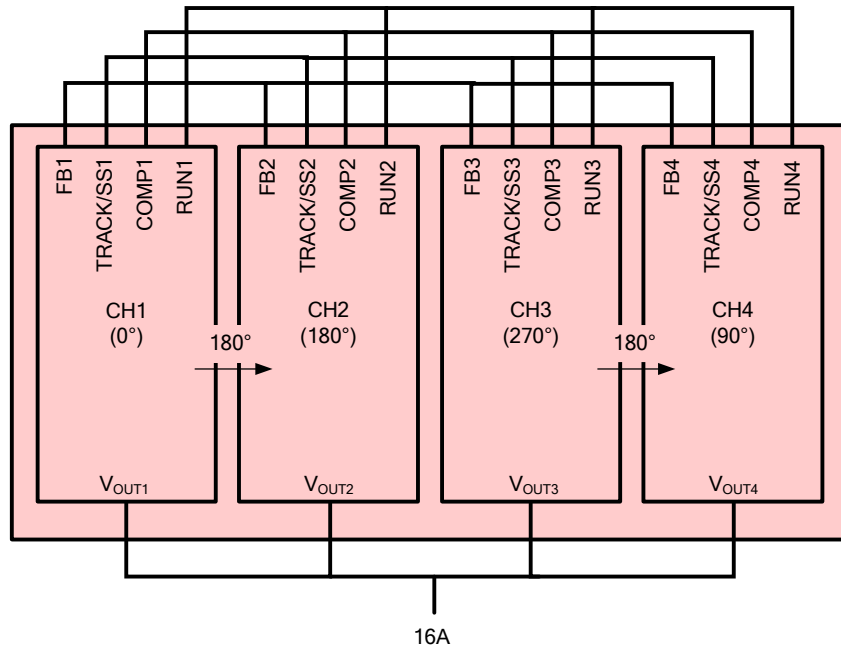 FB1
TRACK/SS1
COMP1
RUN1
FB2
TRACK/SS2
COMP2
RUN2
FB3
TRACK/SS3
COMP3
RUN3
FB4
TRACK/SS4
COMP4
RUN4
CH1
(0°)
180°
CH2
(180°)
CH3
(270°)
180°
CH4
(90°)
VOUT1
VOUT2
VOUT3
VOUT4
16A